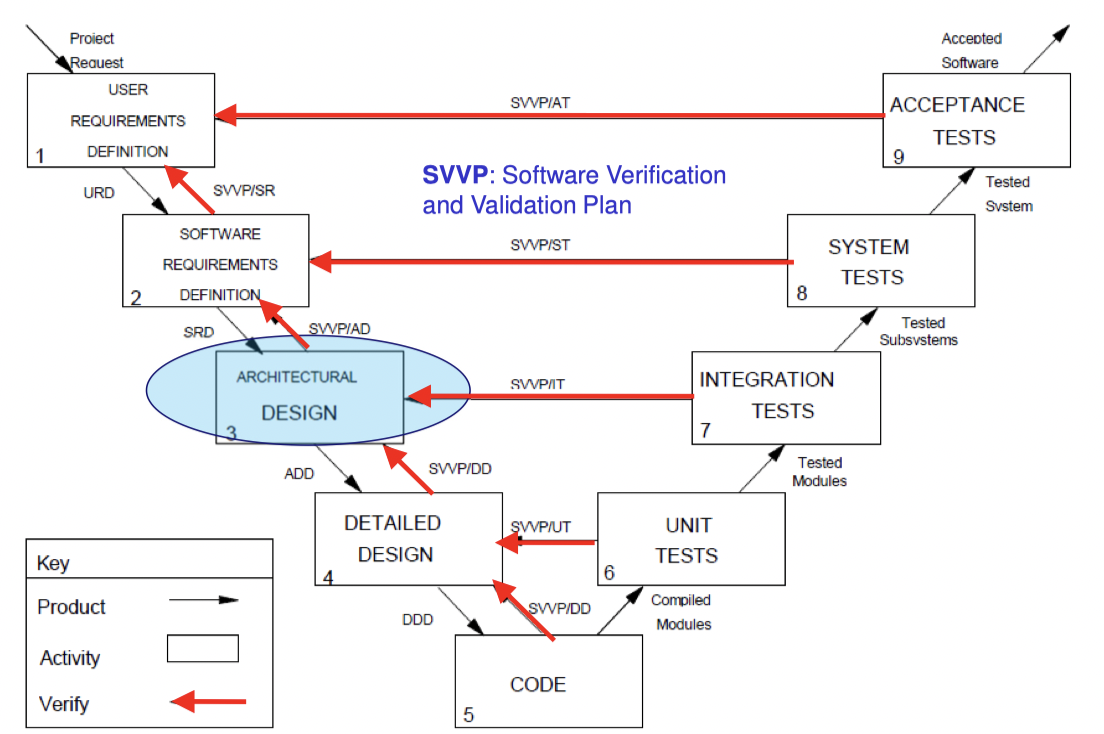 Project
Request
USER
REQUIREMENTS
DEFINITION
1
Accepted
Software
ACCEPTANCE
TESTS
9
SVVP/AT
URD
SVVP/SR
SVVP: Software Verification
and Validation Plan
Tested
System
SOFTWARE
REQUIREMENTS
DEFINITION
2
SVVP/ST
SYSTEM
TESTS
8
SRD
SVVP/AD
Tested
Subsystems
ARCHITECTURAL
DESIGN
3
SVVP/IT
INTEGRATION
TESTS
7
ADD
SVVP/DD
Tested
Modules
DETAILED
DESIGN
4
SVVP/UT
UNIT
TESTS
6
DDD
SVVP/DD
Compiled
Modules
CODE
5
Key
Product
Activity
Verify